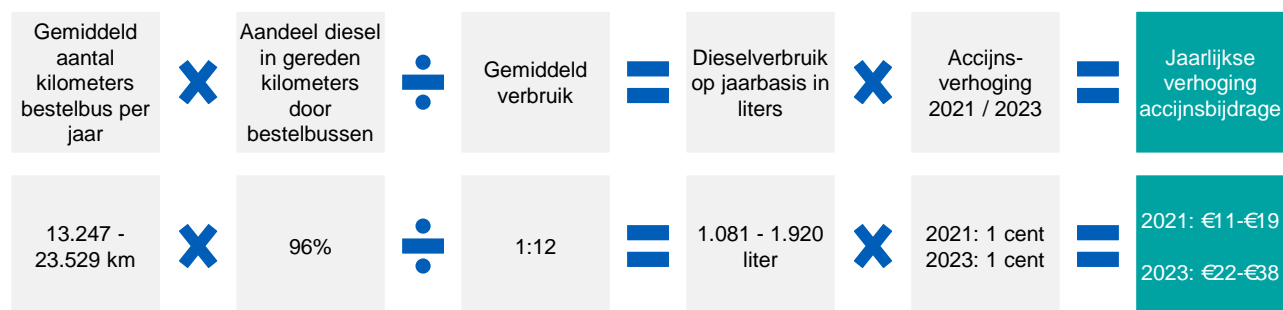 Gemiddeld
aantal
kilometers
bestelbus per
jaar
Aandeel diesel
in gereden
kilometers
door
bestelbussen
Gemiddeld
verbruik
Dieselverbruik
op jaarbasis in
liters
Accijns-
verhoging
2021 / 2023
Jaarlijkse
verhoging
accijnsbijdrage
13.247 -
23.529 km
96%
1:12
1.081 - 1.920
liter
2021: 1 cent
2023: 1 cent
2021: €11-€19
2023: €22-€38